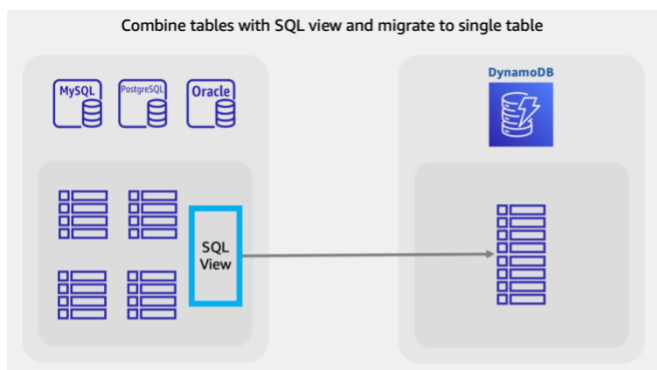 Combine tables with SQL view and migrate to single table
MySQL
PostgreSQL
Oracle
DynamoDB
SQL
View